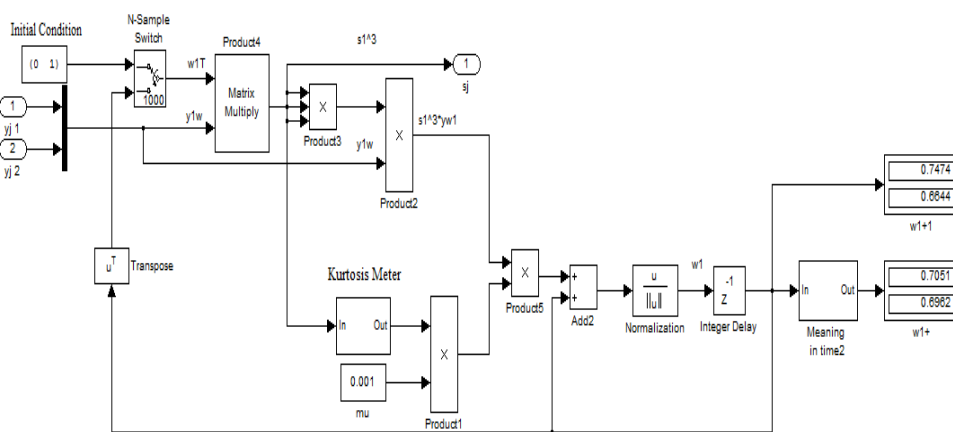 Initial Condition
N-Sample
Switch
(0 1)
1000
w1T
Product4
Matrix
Multiply
s1^3
1
sj
1
yj 1
2
yj 2
y1w
y1w
X
Product3
X
Product2
s1^3*yw1
u^T
Transpose
Kurtosis Meter
In
Out
0.001
mu
X
Product1
X
Product5
+
+
Add2
u
||u||
Normalization
w1
-1
Z
Integer Delay
In
Out
Meaning
in time2
0.7474
0.6644
w1+1
0.7051
0.6962
w1+